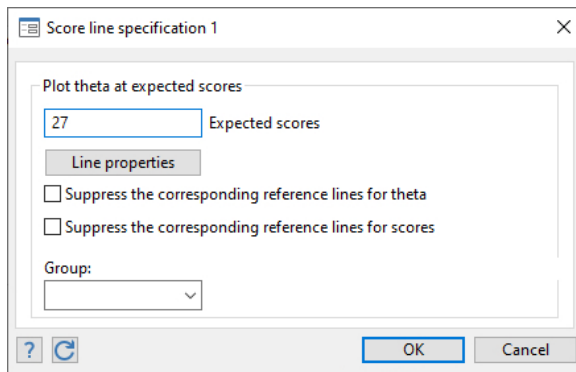 Score line specification 1
Plot theta at expected scores
27 Expected scores
Line properties
Suppress the corresponding reference lines for theta
Suppress the corresponding reference lines for scores
Group:
?
OK Cancel